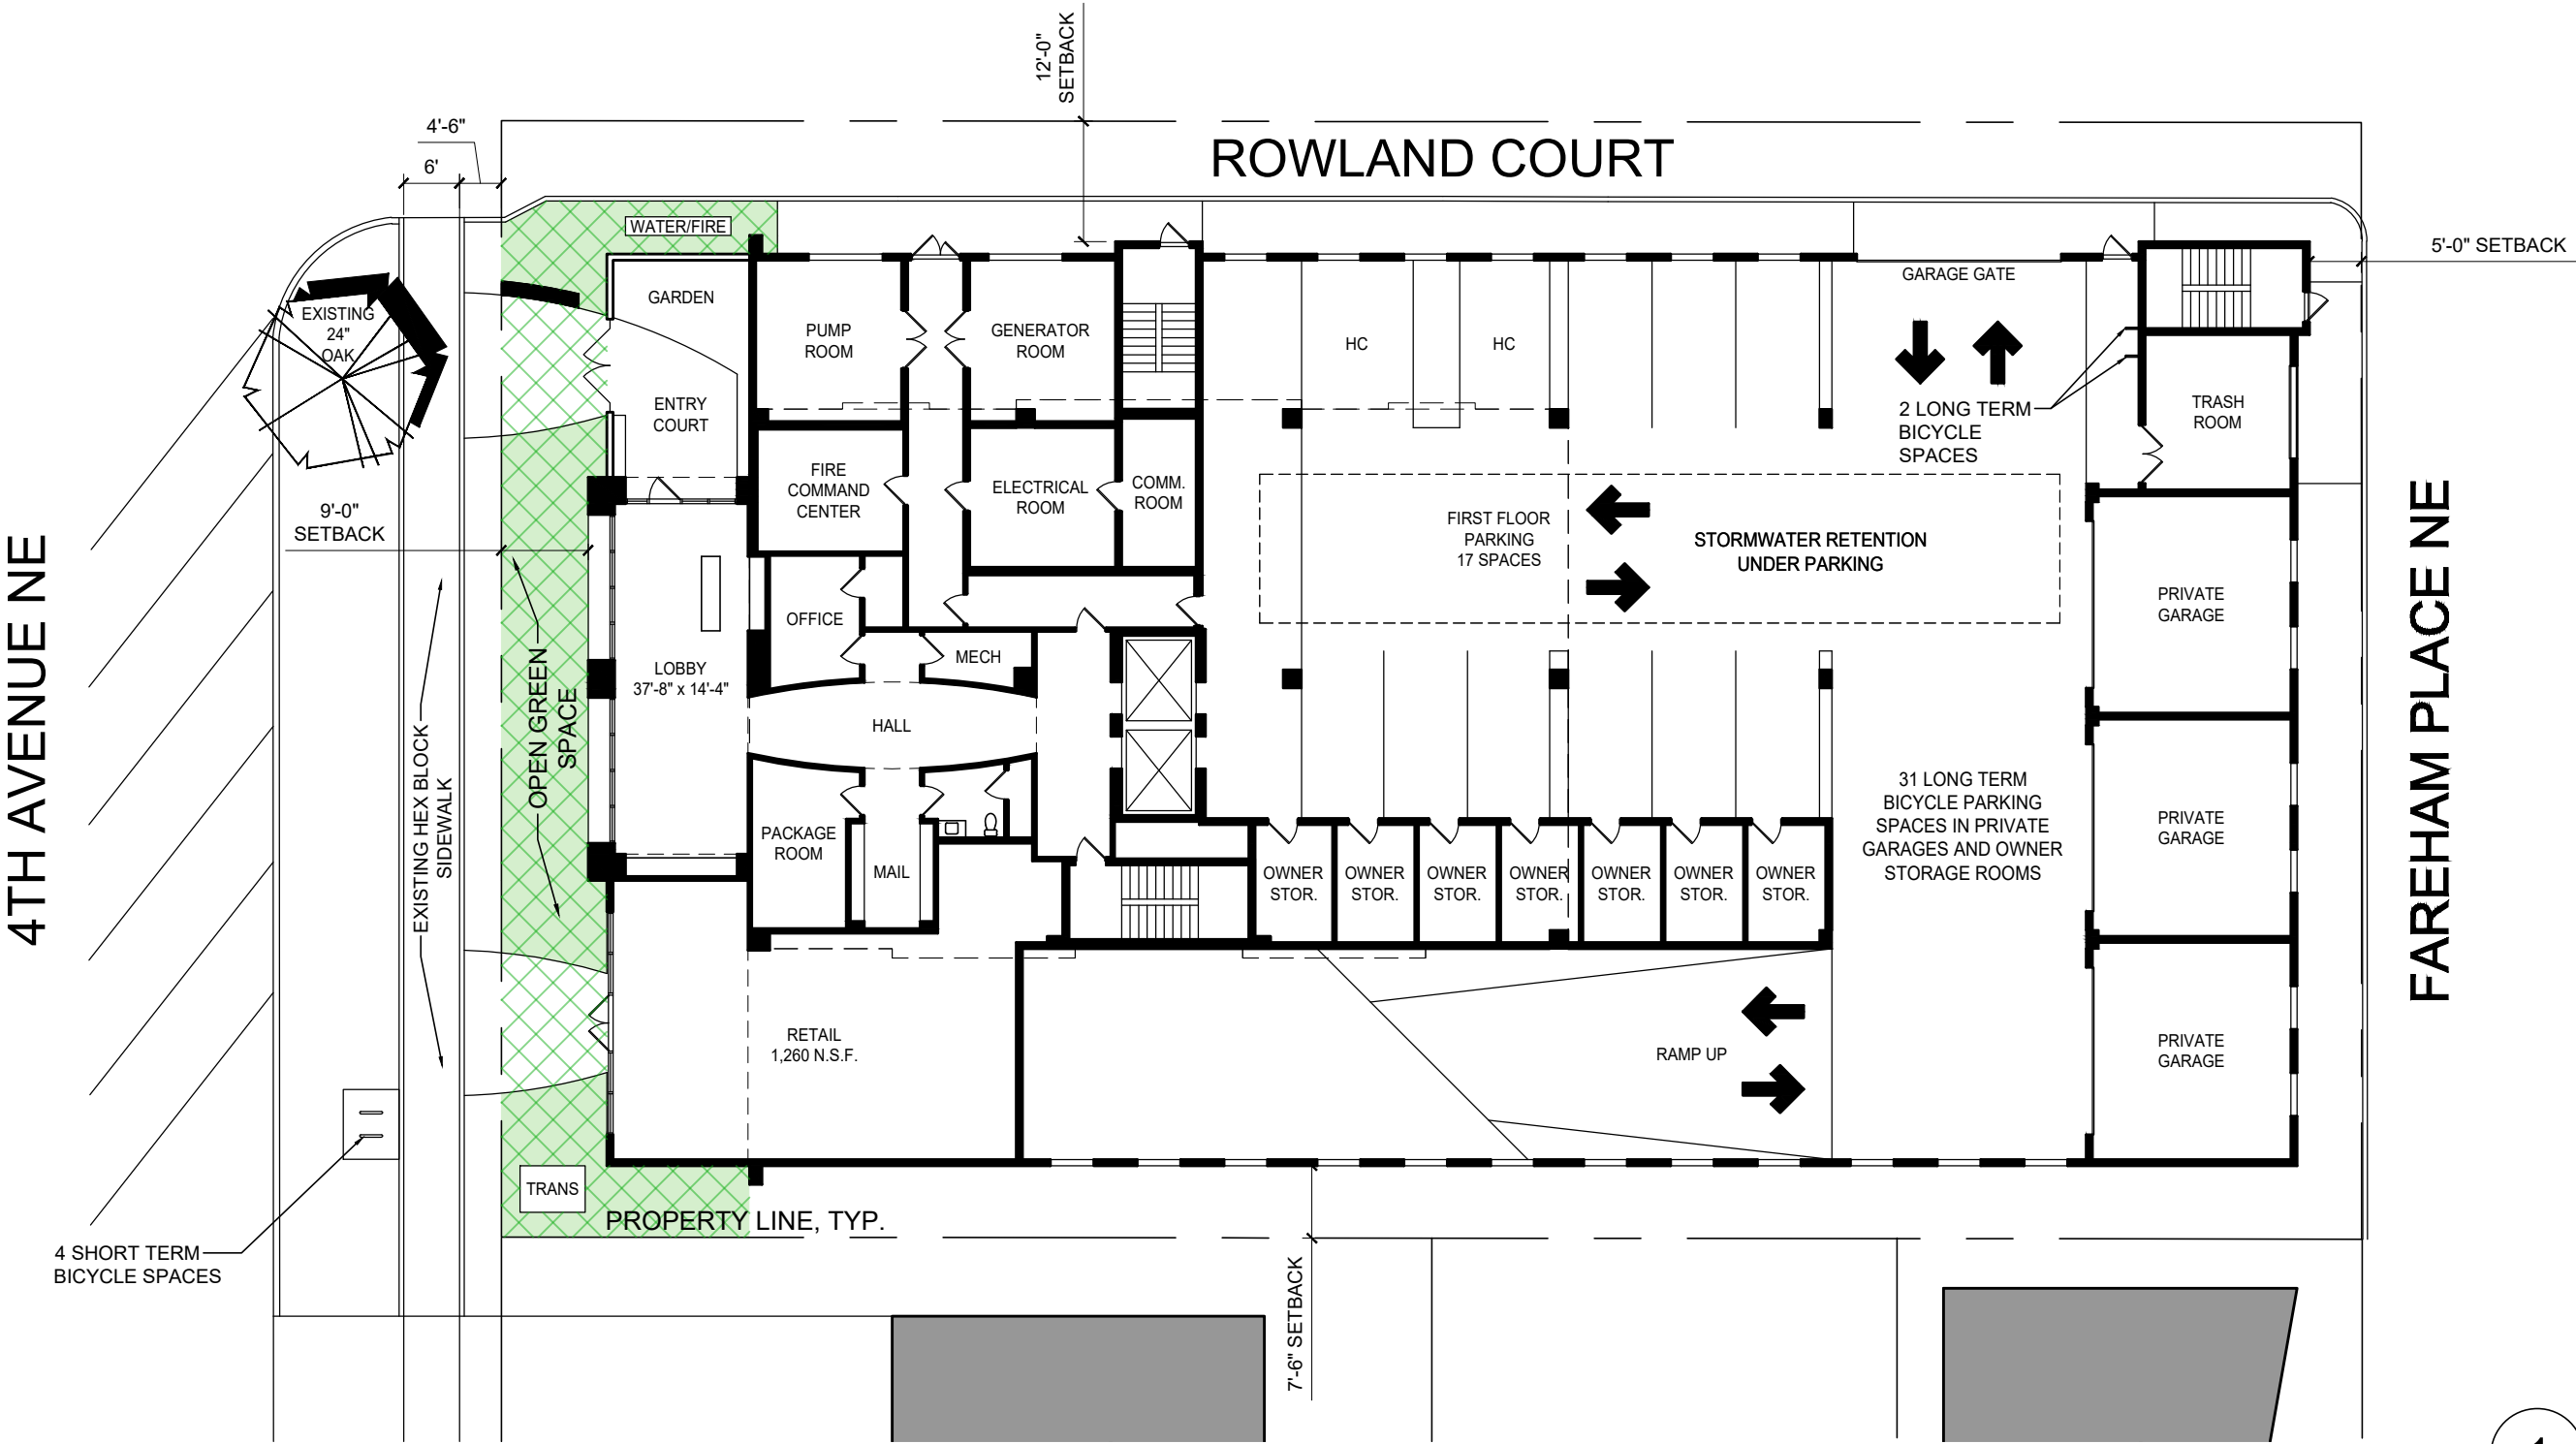 12'-0"
SETBACK
4'-6"
6'
ROWLAND COURT
5'-0" SETBACK
WATER/FIRE
GARDEN
EXISTING
24"
OAK
PUMP
ROOM
GENERATOR
ROOM
HC
HC
GARAGE GATE
ENTRY
COURT
2 LONG TERM
BICYCLE
SPACES
TRASH
ROOM
FIRE
COMMAND
CENTER
ELECTRICAL
ROOM
COMM.
ROOM
9'-0"
SETBACK
FIRST FLOOR
PARKING
17 SPACES
STORMWATER RETENTION
UNDER PARKING
4TH AVENUE NE
FAREHAM PLACE NE
OFFICE
PRIVATE
GARAGE
MECH
LOBBY
37'-8" x 14'-4"
OPEN GREEN
SPACE
HALL
EXISTING HEX BLOCK
SIDEWALK
31 LONG TERM
BICYCLE PARKING
SPACES IN PRIVATE
GARAGES AND OWNER
STORAGE ROOMS
PRIVATE
GARAGE
PACKAGE
ROOM
MAIL
OWNER
STOR.
OWNER
STOR.
OWNER
STOR.
OWNER
STOR.
OWNER
STOR.
OWNER
STOR.
OWNER
STOR.
RETAIL
1,260 N.S.F.
RAMP UP
PRIVATE
GARAGE
TRANS
PROPERTY LINE, TYP.
4 SHORT TERM
BICYCLE SPACES
7'-6" SETBACK